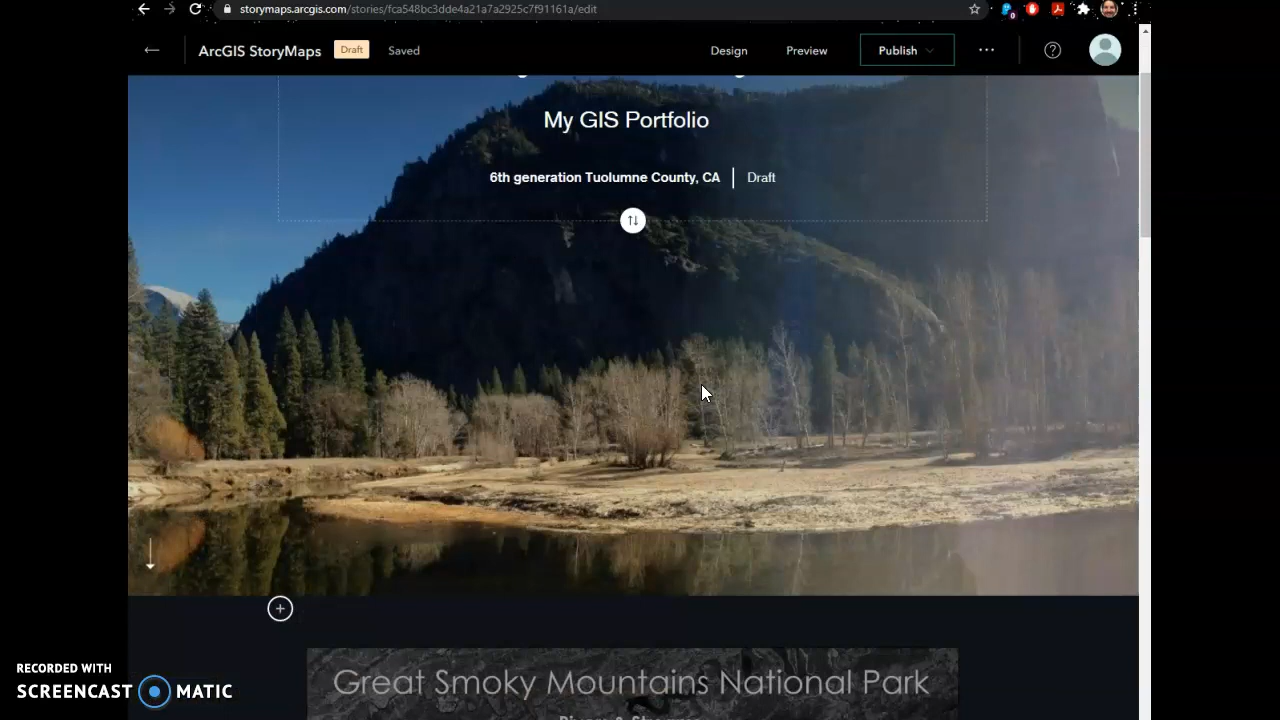 storymaps.arcgis.com/stories/fca548bc3dde4a21a7a2925c7f91161a/edit
ArcGIS StoryMaps Draft Saved Design Preview Publish
My GIS Portfolio
6th generation Tuolumne County, CA | Draft
Great Smoky Mountains National Park
RECORDED WITH
SCREENCAST MATIC